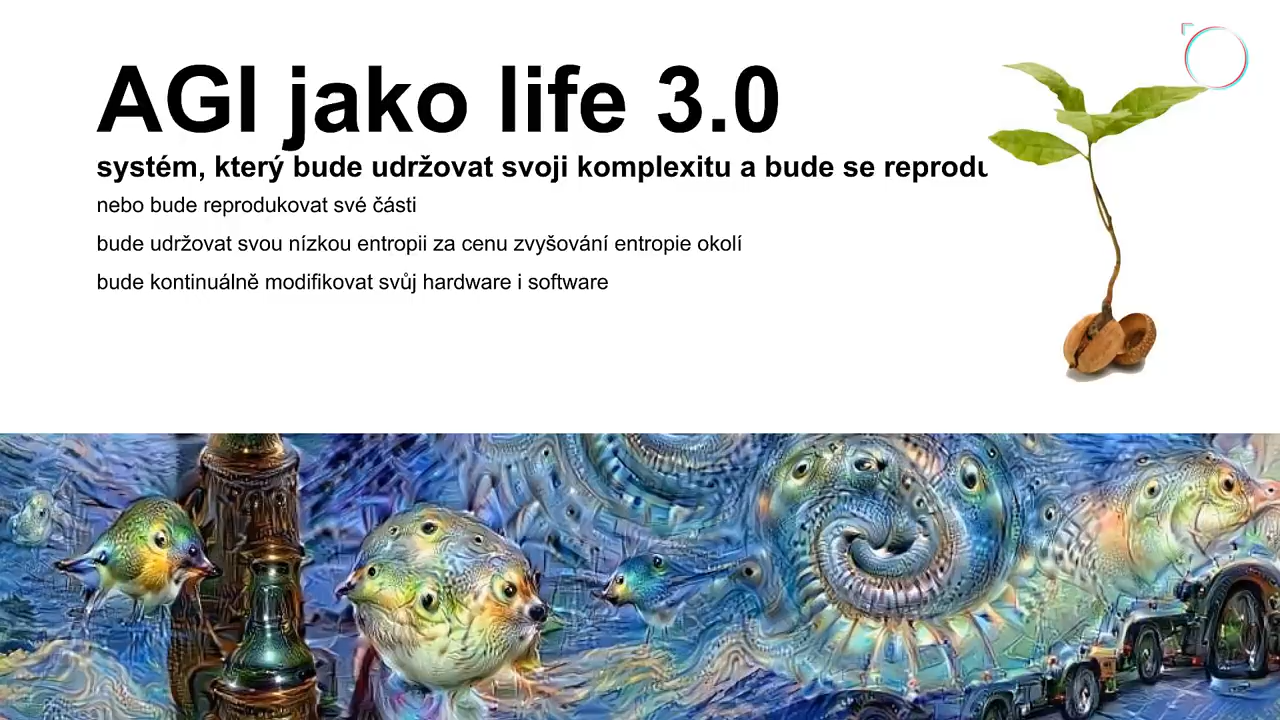 AGI jako life 3.0
systém, který bude udržovat svoji komplexitu a bude se
nebo bude reprodukovat své části
bude udržovat svou nízkou entropii za cenu zvyšování entropie okolí
bude kontinuálně modifikovat svůj hardware i software